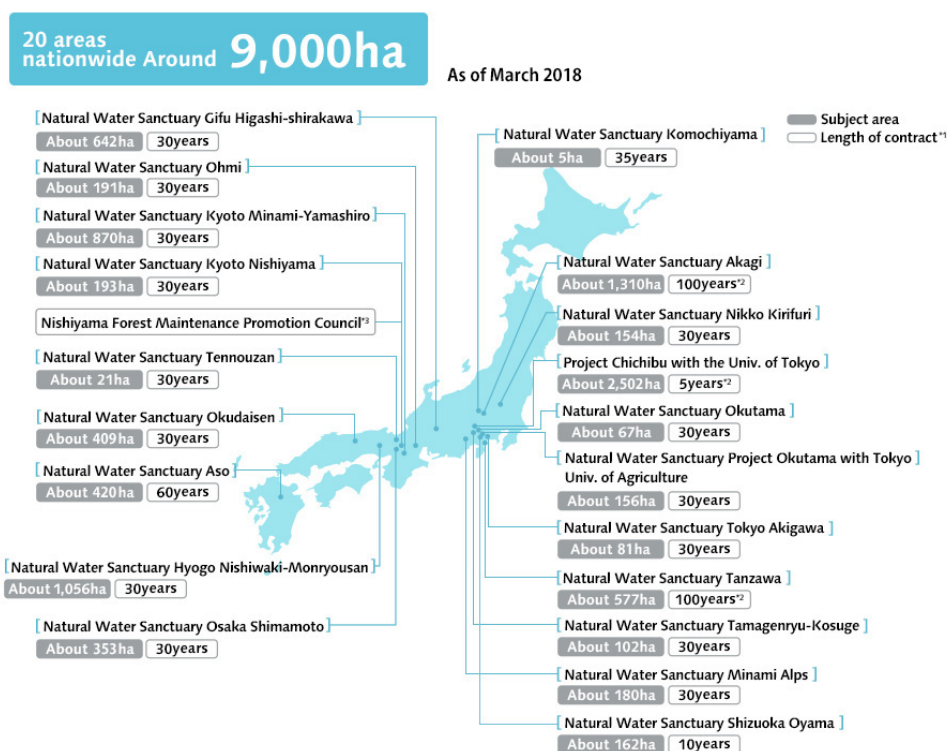 20 areas
nationwide Around 9,000ha
As of March 2018
[Natural Water Sanctuary Gifu Higashi-shirakawa]
About 642ha 30years
[Natural Water Sanctuary Ohmi]
About 191ha 30years
[Natural Water Sanctuary Kyoto Minami-Yamashiro]
About 870ha 30years
[Natural Water Sanctuary Kyoto Nishiyama]
About 193ha 30years
Nishiyama Forest Maintenance Promotion Council*3
[Natural Water Sanctuary Tennouzan]
About 21ha 30years
[Natural Water Sanctuary Okudaisen]
About 409ha 30years
[Natural Water Sanctuary Aso]
About 420ha 60years
[Natural Water Sanctuary Hyogo Nishiwaki-Monryousan]
About 1,056ha 30years
[Natural Water Sanctuary Osaka Shimamoto]
About 353ha 30years
Subject area
Length of contract*1
[Natural Water Sanctuary Komochiyama]
About 5ha 35years
[Natural Water Sanctuary Akagi]
About 1,310ha 100years*2
[Natural Water Sanctuary Nikko Kirifuri]
About 154ha 30years
[Project Chichibu with the Univ. of Tokyo]
About 2,502ha 5years*2
[Natural Water Sanctuary Okutama]
About 67ha 30years
[Natural Water Sanctuary Project Okutama with Tokyo]
Univ. of Agriculture
About 156ha 30years
[Natural Water Sanctuary Tokyo Akigawa]
About 81ha 30years
[Natural Water Sanctuary Tanzawa]
About 577ha 100years*2
[Natural Water Sanctuary Tamagenryu-Kosuge]
About 102ha 30years
[Natural Water Sanctuary Minami Alps]
About 180ha 30years
[Natural Water Sanctuary Shizuoka Oyama]
About 162ha 10years